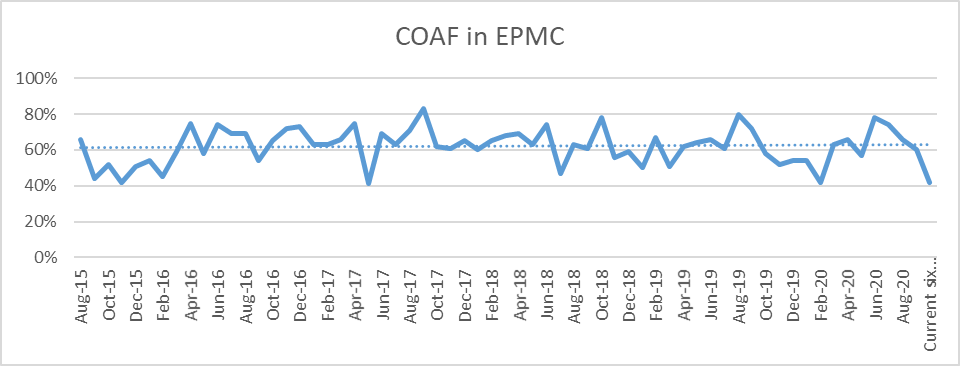 COAF in EPMC
100%
80%
60%
40%
20%
0%
Aug-15
Oct-15
Dec-15
Feb-16
Apr-16
Jun-16
Aug-16
Oct-16
Dec-16
Feb-17
Apr-17
Jun-17
Aug-17
Oct-17
Dec-17
Feb-18
Apr-18
Jun-18
Aug-18
Oct-18
Dec-18
Feb-19
Apr-19
Jun-19
Aug-19
Oct-19
Dec-19
Feb-20
Apr-20
Jun-20
Aug-20
Current six…